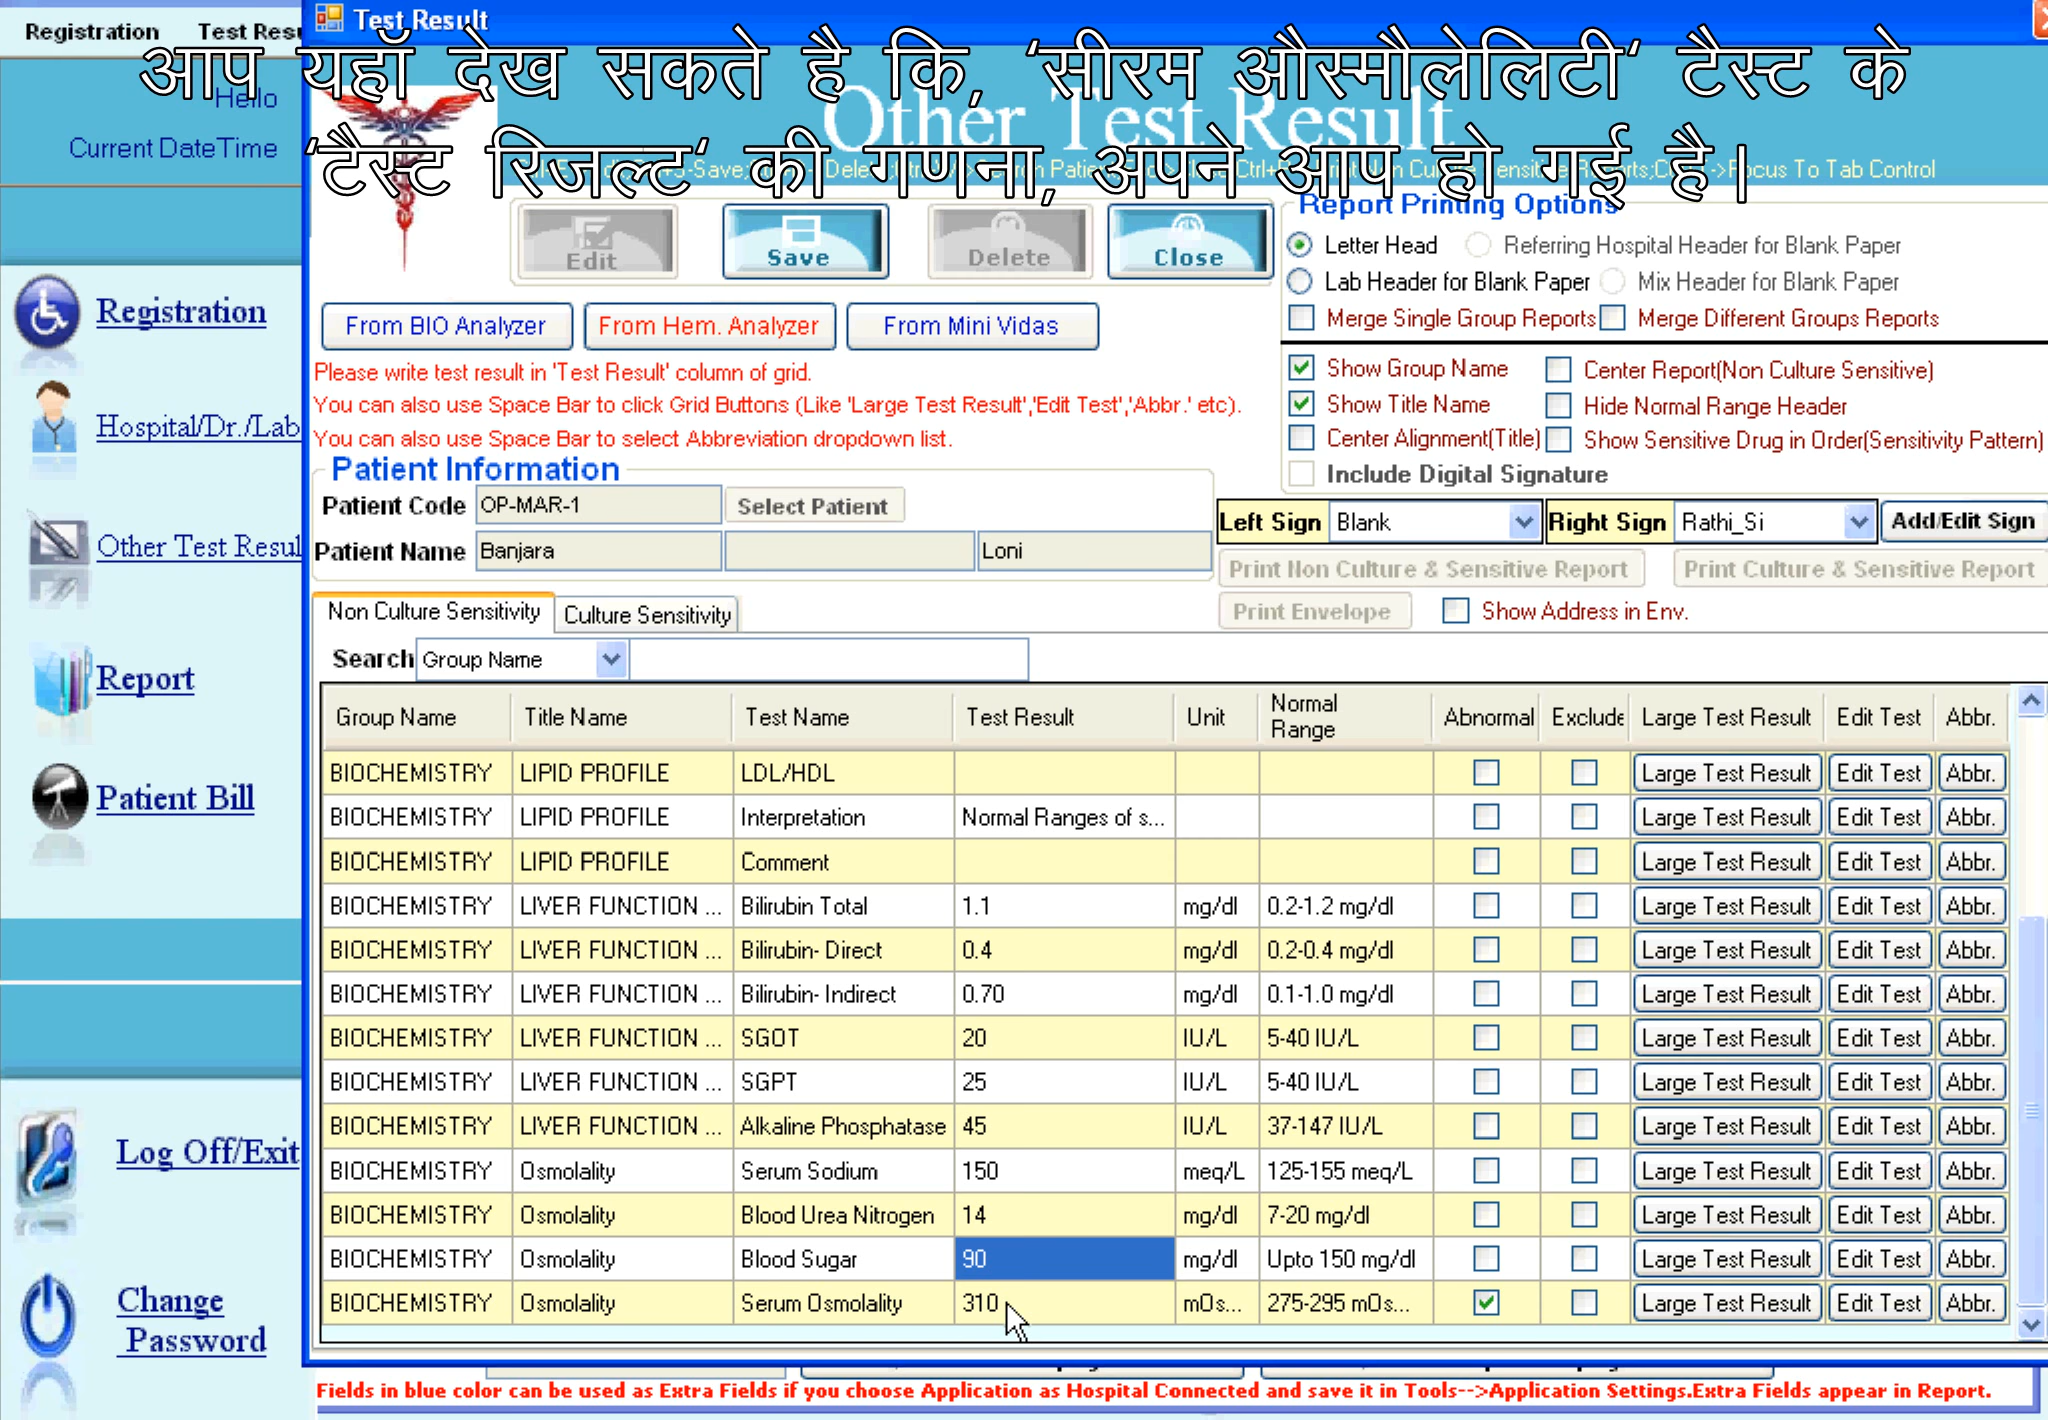 Registration Test Resu
Test Result
आप यहाँ देख सकते है कि, ‘सीरम औस्मौलेलिटी‘ टैस्ट के
‘टैस्ट रिजल्ट‘ की गणना, अपने आप हो गई है।
Hello
Current DateTime
Other Test Result
Focus To Tab Control
Edit Save Delete Close
Report Printing Options
Letter Head Referring Hospital Header for Blank Paper
Lab Header for Blank Paper Mix Header for Blank Paper
Merge Single Group Reports Merge Different Groups Reports
Registration
Hospital/Dr./Lab
Other Test Resul
Report
Patient Bill
Log Off/Exit
Change
Password
From BIO Analyzer From Hem. Analyzer From Mini Vidas
Please write test result in 'Test Result' column of grid.
You can also use Space Bar to click Grid Buttons (Like 'Large Test Result','Edit Test','Abbr.' etc).
You can also use Space Bar to select Abbreviation dropdown list.
Show Group Name Center Report(Non Culture Sensitive)
Show Title Name Hide Normal Range Header
Center Alignment(Title) Show Sensitive Drug in Order(Sensitivity Pattern)
Include Digital Signature
Patient Information
Patient Code OP-MAR-1 Select Patient
Patient Name Banjara Loni
Left Sign Blank Right Sign Rathi_Si Add/Edit Sign
Print Non Culture & Sensitive Report Print Culture & Sensitive Report
Print Envelope Show Address in Env.
Non Culture Sensitivity Culture Sensitivity
Search Group Name
Group Name Title Name Test Name Test Result Unit Normal Range Abnormal Exclude Large Test Result Edit Test Abbr.
BIOCHEMISTRY LIPID PROFILE LDL/HDL Large Test Result Edit Test Abbr.
BIOCHEMISTRY LIPID PROFILE Interpretation Normal Ranges of s... Large Test Result Edit Test Abbr.
BIOCHEMISTRY LIPID PROFILE Comment Large Test Result Edit Test Abbr.
BIOCHEMISTRY LIVER FUNCTION ... Bilirubin Total 1.1 mg/dl 0.2-1.2 mg/dl Large Test Result Edit Test Abbr.
BIOCHEMISTRY LIVER FUNCTION ... Bilirubin- Direct 0.4 mg/dl 0.2-0.4 mg/dl Large Test Result Edit Test Abbr.
BIOCHEMISTRY LIVER FUNCTION ... Bilirubin- Indirect 0.70 mg/dl 0.1-1.0 mg/dl Large Test Result Edit Test Abbr.
BIOCHEMISTRY LIVER FUNCTION ... SGOT 20 IU/L 5-40 IU/L Large Test Result Edit Test Abbr.
BIOCHEMISTRY LIVER FUNCTION ... SGPT 25 IU/L 5-40 IU/L Large Test Result Edit Test Abbr.
BIOCHEMISTRY LIVER FUNCTION ... Alkaline Phosphatase 45 IU/L 37-147 IU/L Large Test Result Edit Test Abbr.
BIOCHEMISTRY Osmolality Serum Sodium 150 meq/L 125-155 meq/L Large Test Result Edit Test Abbr.
BIOCHEMISTRY Osmolality Blood Urea Nitrogen 14 mg/dl 7-20 mg/dl Large Test Result Edit Test Abbr.
BIOCHEMISTRY Osmolality Blood Sugar 90 mg/dl Upto 150 mg/dl Large Test Result Edit Test Abbr.
BIOCHEMISTRY Osmolality Serum Osmolality 310 mOs... 275-295 mOs... Large Test Result Edit Test Abbr.
Fields in blue color can be used as Extra Fields if you choose Application as Hospital Connected and save it in Tools-->Application Settings.Extra Fields appear in Report.